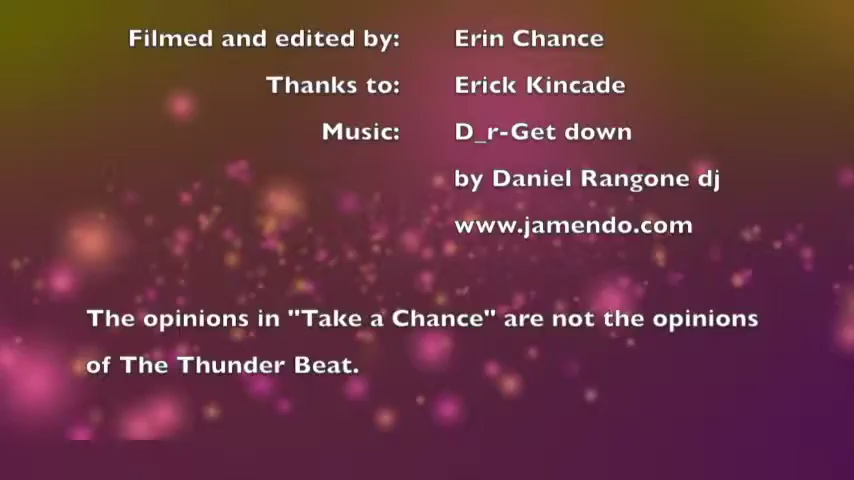 Filmed and edited by: Erin Chance
Thanks to: Erick Kincade
Music: D_r-Get down
by Daniel Rangone dj
www.jamendo.com
The opinions in "Take a Chance" are not the opinions
of The Thunder Beat.